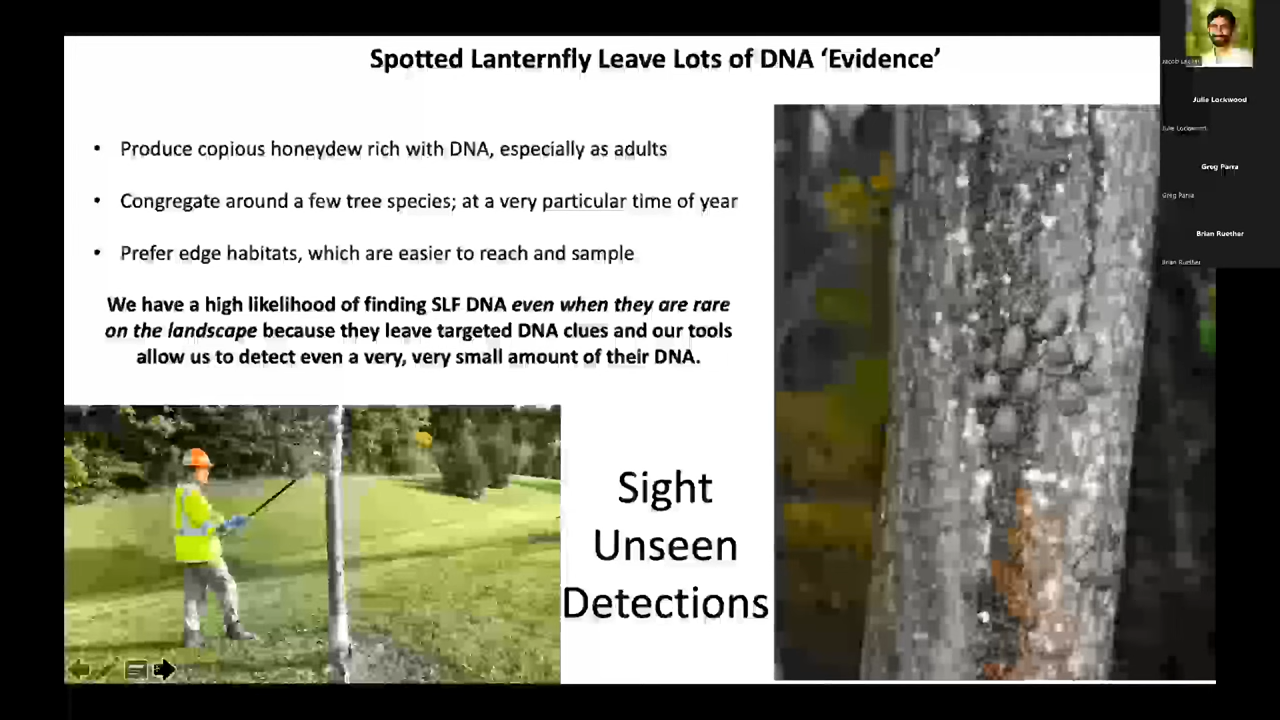 Spotted Lanternfly Leave Lots of DNA ‘Evidence’
• Produce copious honeydew rich with DNA, especially as adults
• Congregate around a few tree species; at a very particular time of year
• Prefer edge habitats, which are easier to reach and sample
We have a high likelihood of finding SLF DNA even when they are rare
on the landscape because they leave targeted DNA clues and our tools
allow us to detect even a very, very small amount of their DNA.
Sight
Unseen
Detections
Jacob
Julie Lockwood
Julie Lockwood
Greg Parra
Greg Parra
Brian Ruether
Brian Ruether